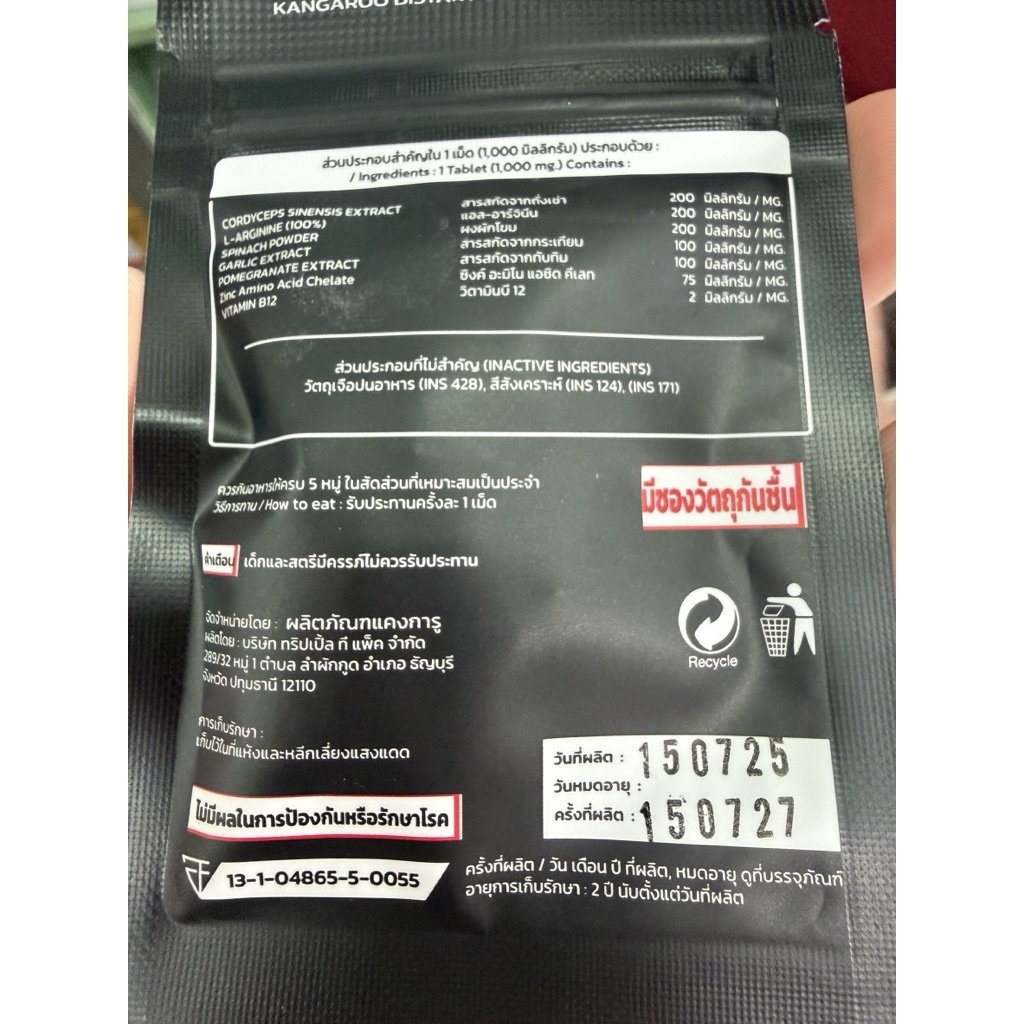 KANGAROO
ส่วนประกอบสำคัญใน 1 เม็ด (1,000 มิลลิกรัม) ประกอบด้วย :
/ Ingredients : 1 Tablet (1,000 mg.) Contains :
CORDYCEPS SINENSIS EXTRACT สารสกัดจากถั่งเช่า 200 มิลลิกรัม / MG.
L-ARGININE (100%) แอล-อาร์จินีน 200 มิลลิกรัม / MG.
SPINACH POWDER ผงผักโขม 200 มิลลิกรัม / MG.
GARLIC EXTRACT สารสกัดจากกระเทียม 100 มิลลิกรัม / MG.
POMEGRANATE EXTRACT สารสกัดจากทับทิม 100 มิลลิกรัม / MG.
Zinc Amino Acid Chelate ซิงค์ อะมิโน แอซิด คีเลท 75 มิลลิกรัม / MG.
VITAMIN B12 วิตามินบี 12 2 มิลลิกรัม / MG.
ส่วนประกอบที่ไม่สำคัญ (INACTIVE INGREDIENTS)
วัตถุเจือปนอาหาร (INS 428), สีสังเคราะห์ (INS 124), (INS 171)
ควรกินอาหารให้ครบ 5 หมู่ ในสัดส่วนที่เหมาะสมเป็นประจำ
วิธีการทาน / How to eat : รับประทานครั้งละ 1 เม็ด
มีซองวัตถุกันชื้น
คำเตือน เด็กและสตรีมีครรภ์ไม่ควรรับประทาน
จัดจำหน่ายโดย : ผลิตภัณฑแคงการู
ผลิตโดย : บริษัท ทริปเปิ้ล ที แพ็ค จำกัด
289/32 หมู่ 1 ตำบล ลำผักกูด อำเภอ ธัญบุรี
จังหวัด ปทุมธานี 12110
Recycle
การเก็บรักษา :
เก็บไว้ในที่แห้งและหลีกเลี่ยงแสงแดด
วันที่ผลิต : 150725
วันหมดอายุ :
ครั้งที่ผลิต : 150727
ไม่มีผลในการป้องกันหรือรักษาโรค
13-1-04865-5-0055
ครั้งที่ผลิต / วัน เดือน ปี ที่ผลิต, หมดอายุ ดูที่บรรจุภัณฑ์
อายุการเก็บรักษา : 2 ปี นับตั้งแต่วันที่ผลิต